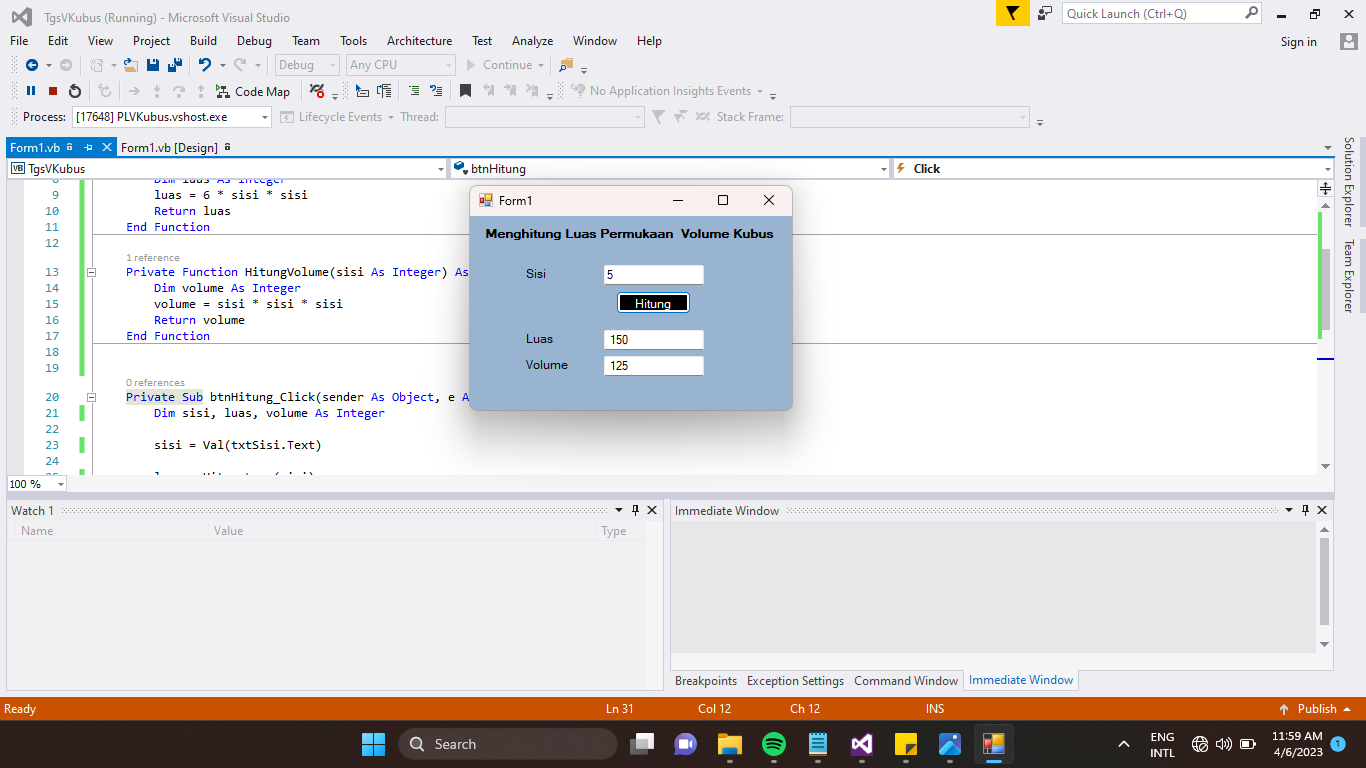 TgsVKubus (Running) - Microsoft Visual Studio
Quick Launch (Ctrl+Q)
File Edit View Project Build Debug Team Tools Architecture Test Analyze Window Help
Sign in
Debug Any CPU Continue
Code Map
No Application Insights Events
Process: [17648] PLVKubus.vshost.exe Lifecycle Events Thread: Stack Frame:
Form1.vb Form1.vb [Design]
VB TgsVKubus btnHitung Click
8 Dim luas As Integer
9 luas = 6 * sisi * sisi
10 Return luas
11 End Function
12
1 reference
13 Private Function HitungVolume(sisi As Integer) As
14 Dim volume As Integer
15 volume = sisi * sisi * sisi
16 Return volume
17 End Function
18
19
0 references
20 Private Sub btnHitung_Click(sender As Object, e A
21 Dim sisi, luas, volume As Integer
22
23 sisi = Val(txtSisi.Text)
24
100 %
Form1
Menghitung Luas Permukaan Volume Kubus
Sisi 5
Hitung
Luas 150
Volume 125
Solution Explorer
Team Explorer
Watch 1
Name Value Type
Immediate Window
Breakpoints Exception Settings Command Window Immediate Window
Ready Ln 31 Col 12 Ch 12 INS Publish
Search
ENG
INTL
11:59 AM
4/6/2023
1